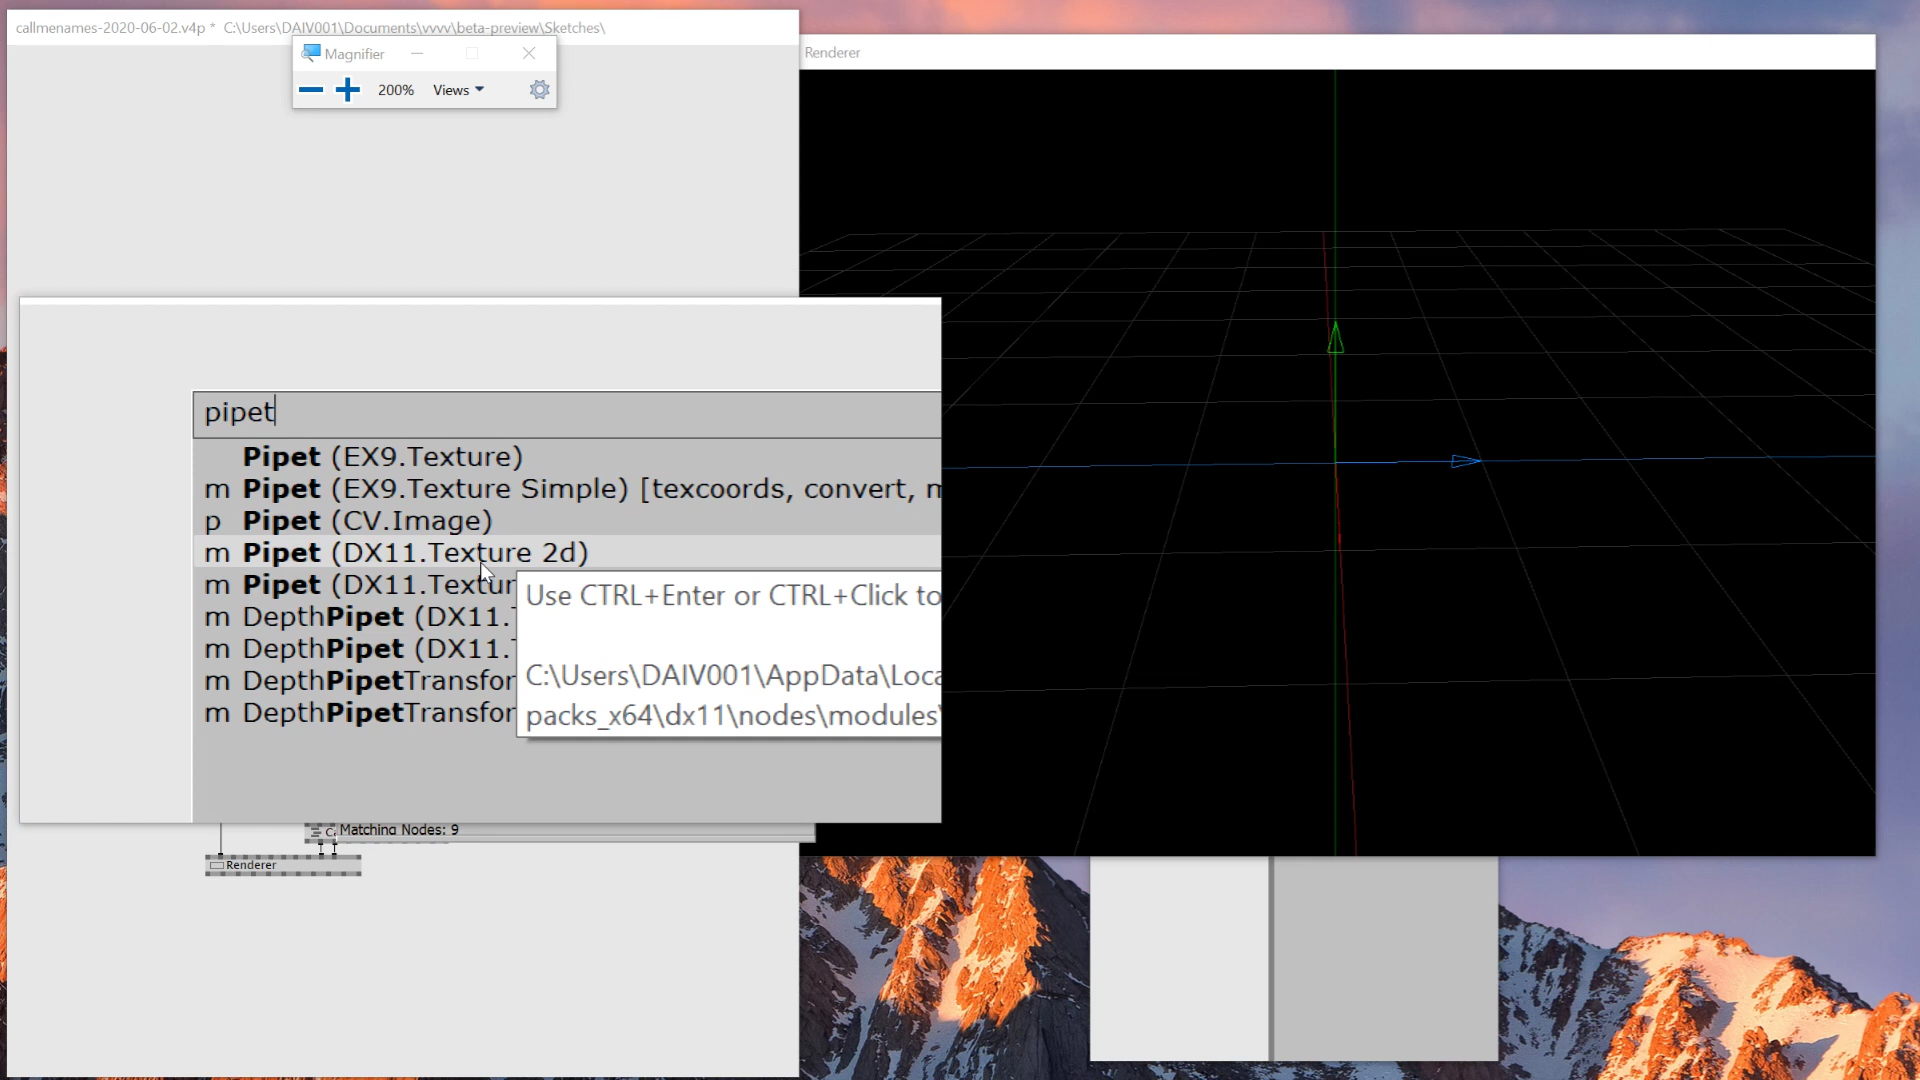 callmenames-2020-06-02.v4p * C:\Users\DAIV001\Documents\vvvv\beta-preview\Sketches\
Magnifier
200% Views
Renderer
pipet
Pipet (EX9.Texture)
m Pipet (EX9.Texture Simple) [texcoords, convert,
p Pipet (CV.Image)
m Pipet (DX11.Texture 2d)
m Pipet (DX11.Textur
Use CTRL+Enter or CTRL+Click to
m DepthPipet (DX11.
m DepthPipet (DX11.
m DepthPipetTransfor
C:\Users\DAIV001\AppData\Loca
m DepthPipetTransfor
packs_x64\dx11\nodes\modules\
Matching Nodes: 9
Renderer